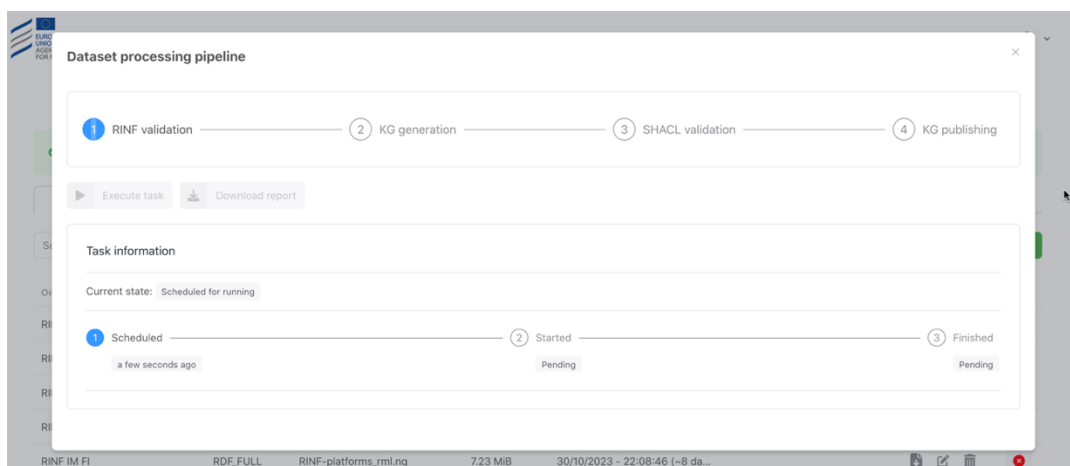 Dataset processing pipeline
1 RINF validation 2 KG generation 3 SHACL validation 4 KG publishing
Execute task Download report
Task information
Current state: Scheduled for running
1 Scheduled 2 Started 3 Finished
a few seconds ago Pending Pending
RINF IM FI RDF_FULL RINF-platforms_rml.nq 7.23 MiB 30/10/2023 - 22:08:46 (~8 da...